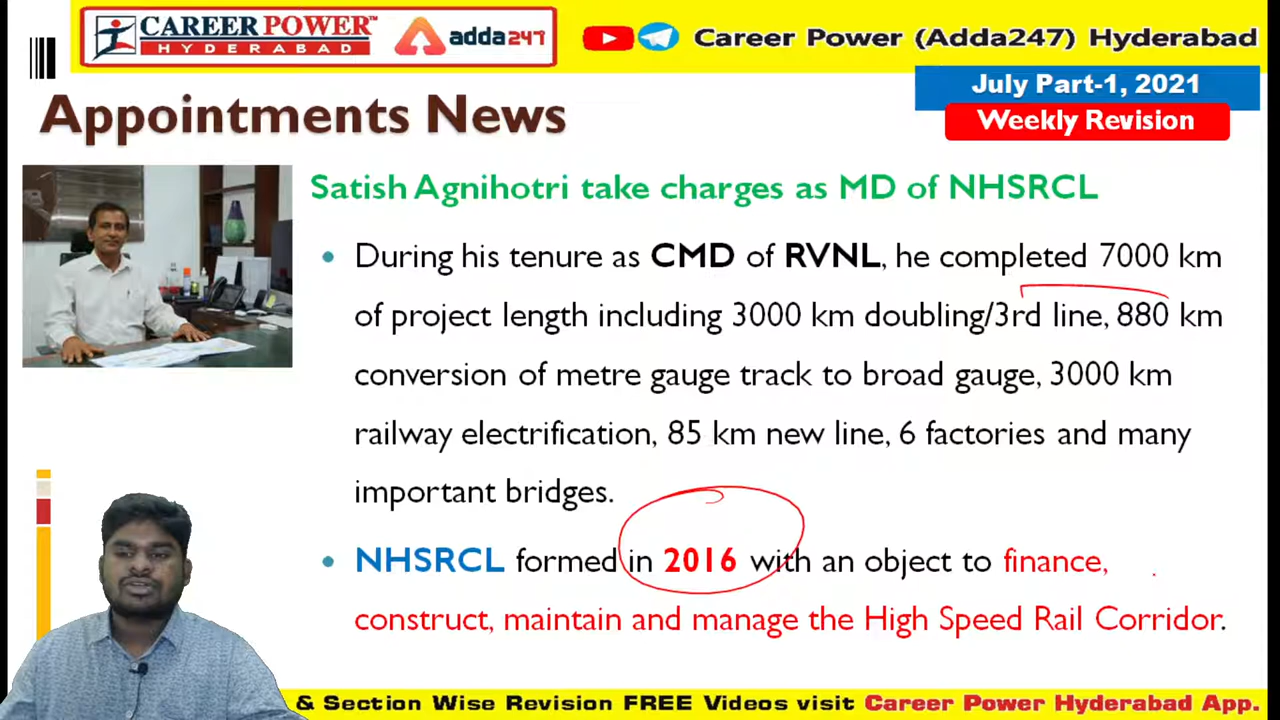 CAREER POWER™
HYDERABAD
adda247
Career Power (Adda247) Hyderabad
July Part-1, 2021
Weekly Revision
Appointments News
Satish Agnihotri take charges as MD of NHSRCL
• During his tenure as CMD of RVNL, he completed 7000 km
of project length including 3000 km doubling/3rd line, 880 km
conversion of metre gauge track to broad gauge, 3000 km
railway electrification, 85 km new line, 6 factories and many
important bridges.
• NHSRCL formed in 2016 with an object to finance,
construct, maintain and manage the High Speed Rail Corridor.
& Section Wise Revision FREE Videos visit Career Power Hyderabad App.